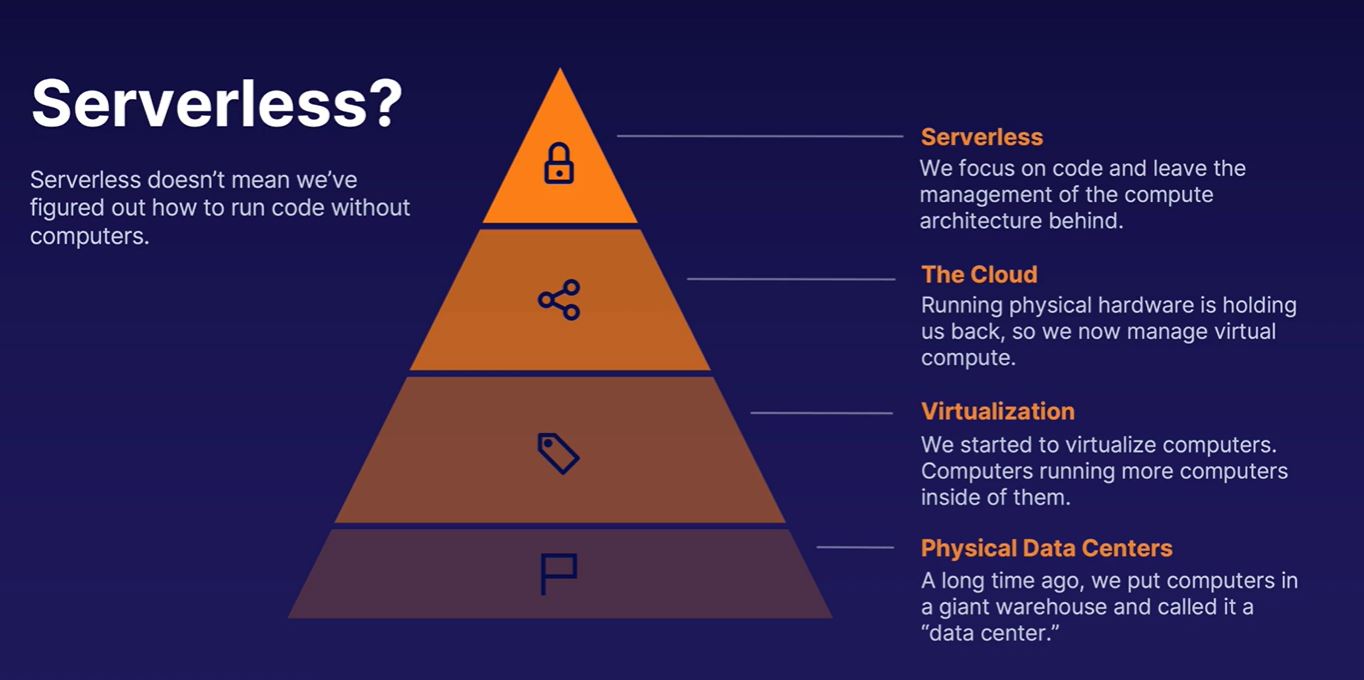 Serverless?
Serverless doesn’t mean we’ve
figured out how to run code without
computers.
Serverless
We focus on code and leave the
management of the compute
architecture behind.
The Cloud
Running physical hardware is holding
us back, so we now manage virtual
compute.
Virtualization
We started to virtualize computers.
Computers running more computers
inside of them.
Physical Data Centers
A long time ago, we put computers in
a giant warehouse and called it a
“data center.”